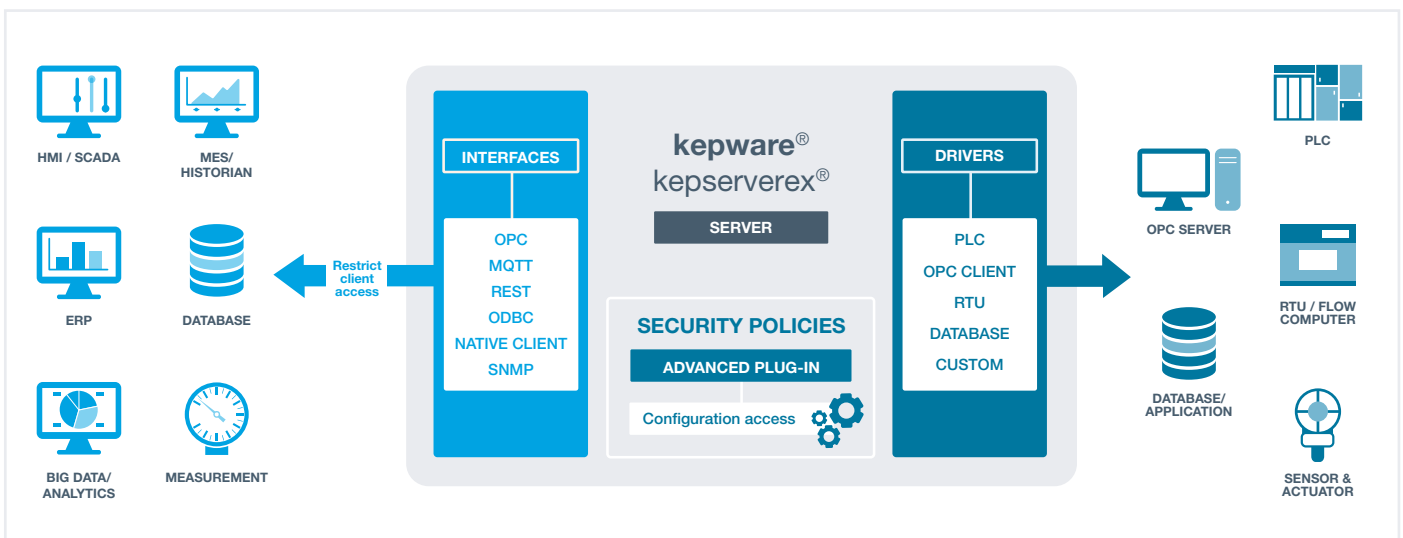 HMI / SCADA
MES/
HISTORIAN
ERP
DATABASE
BIG DATA/
ANALYTICS
MEASUREMENT
Restrict
client
access
INTERFACES
OPC
MQTT
REST
ODBC
NATIVE CLIENT
SNMP
kepware®
kepserverex®
SERVER
SECURITY POLICIES
ADVANCED PLUG-IN
Configuration access
DRIVERS
PLC
OPC CLIENT
RTU
DATABASE
CUSTOM
PLC
OPC SERVER
RTU / FLOW
COMPUTER
DATABASE/
APPLICATION
SENSOR &
ACTUATOR